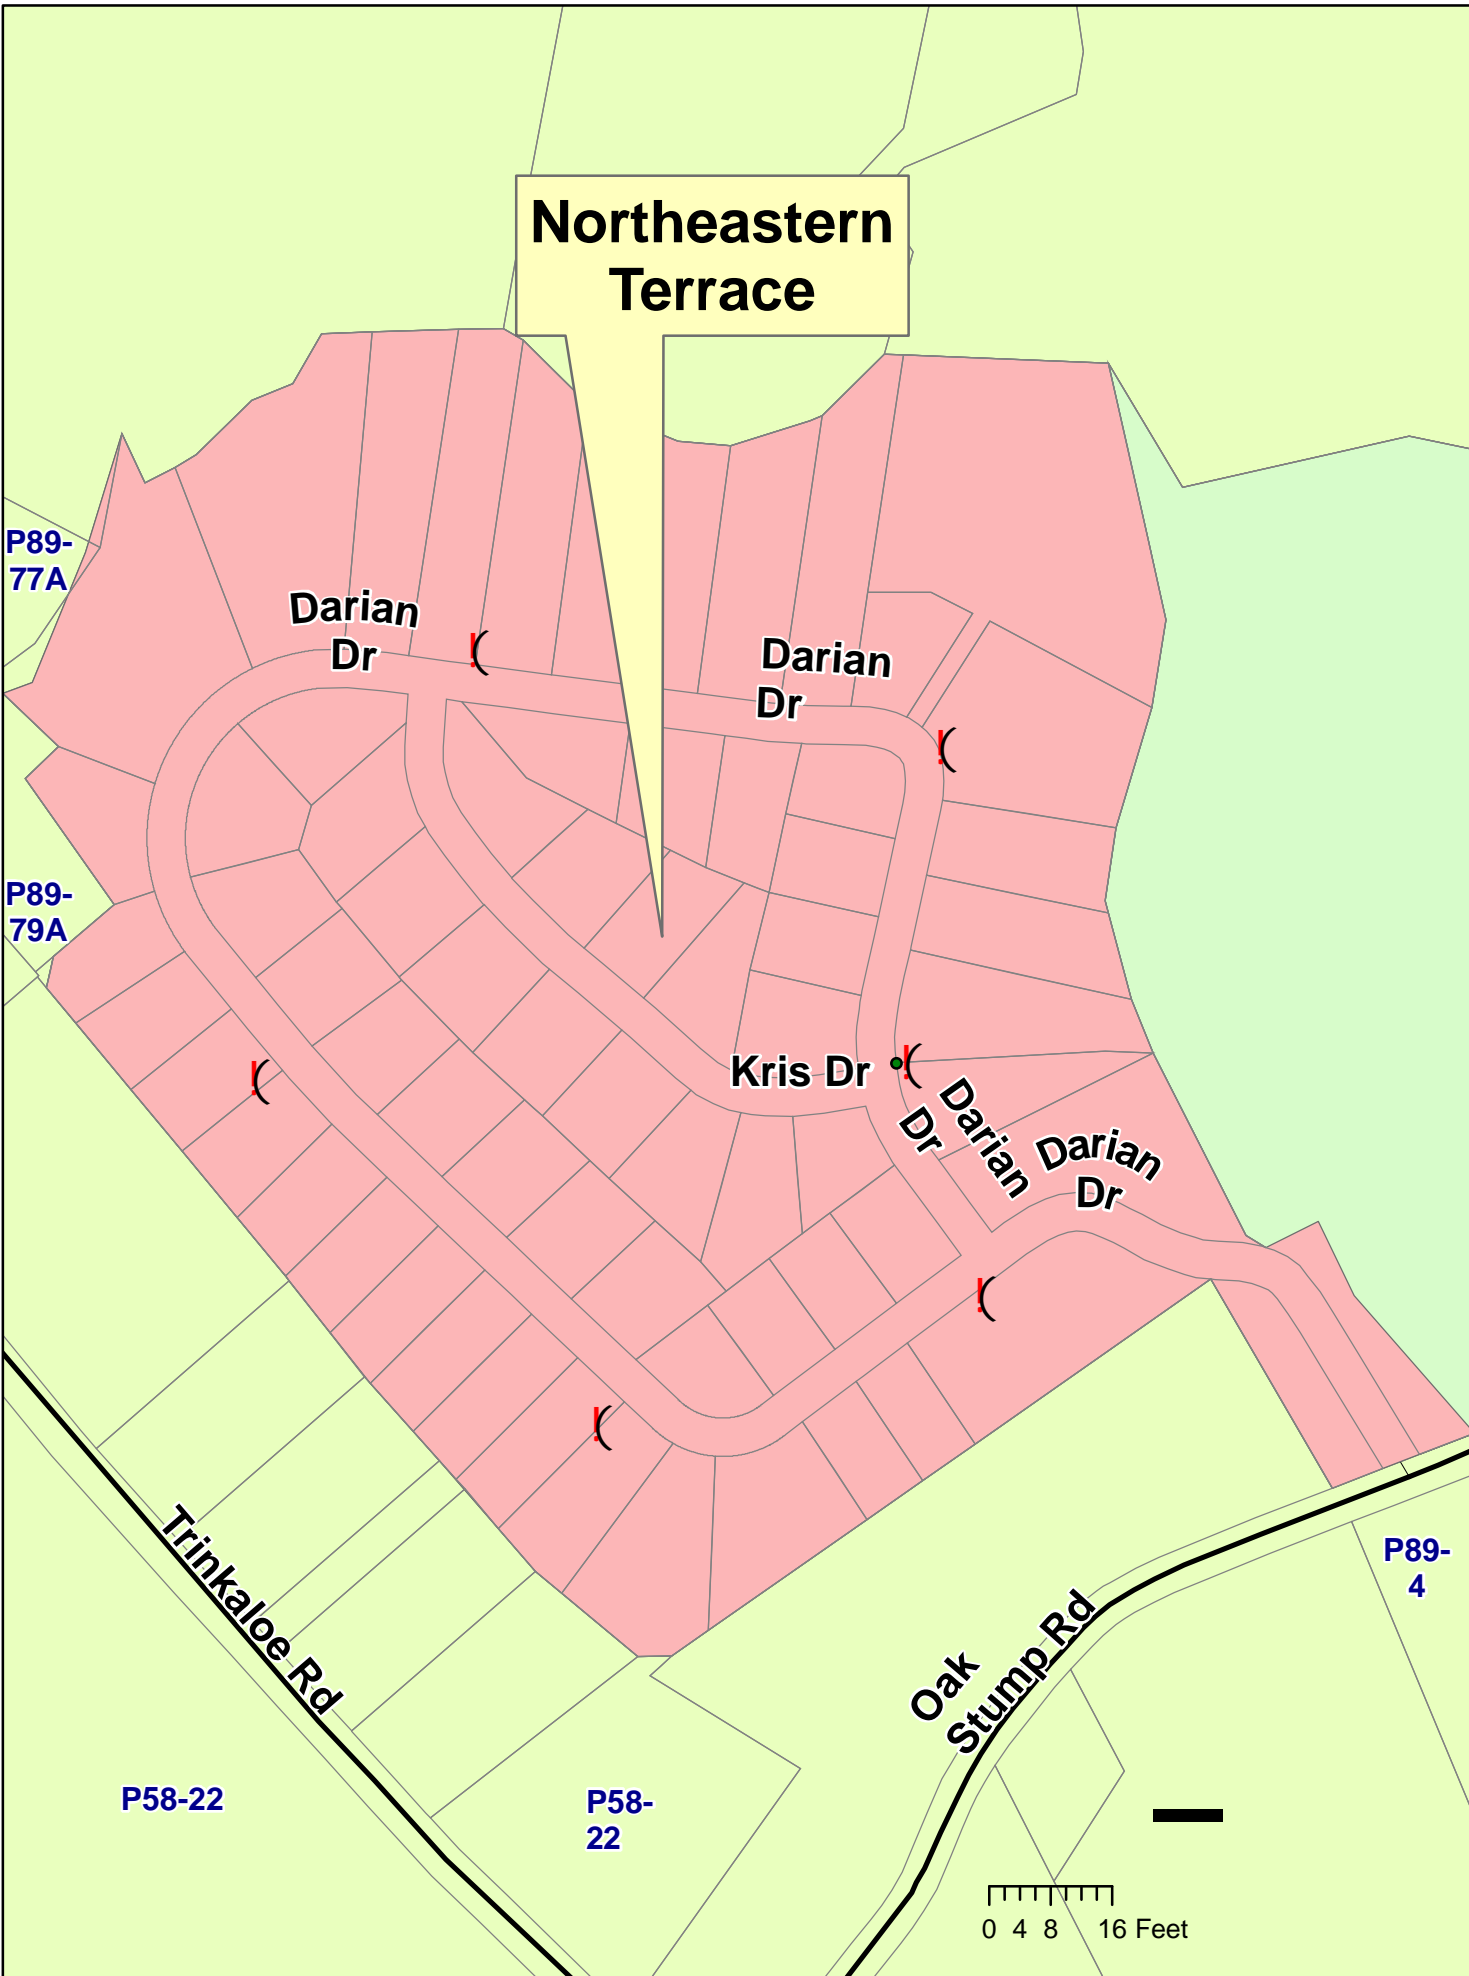 Northeastern
Terrace
P89-
77A
Darian
Dr
Darian
Dr
P89-
79A
Kris Dr
Darian
Dr
Darian
Dr
Trinkaloe Rd
Oak
Stump Rd
P89-
4
P58-22
P58-
22
0 4 8 16 Feet